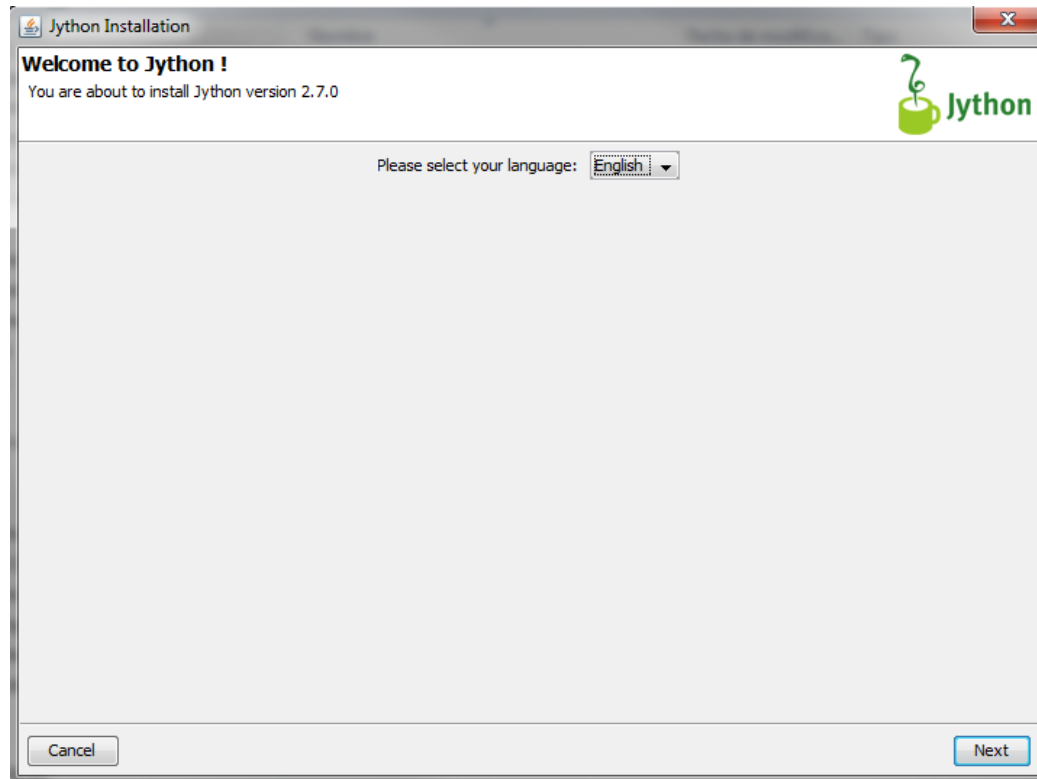 Jython Installation
Welcome to Jython !
You are about to install Jython version 2.7.0
Jython
Please select your language: English
Cancel
Next